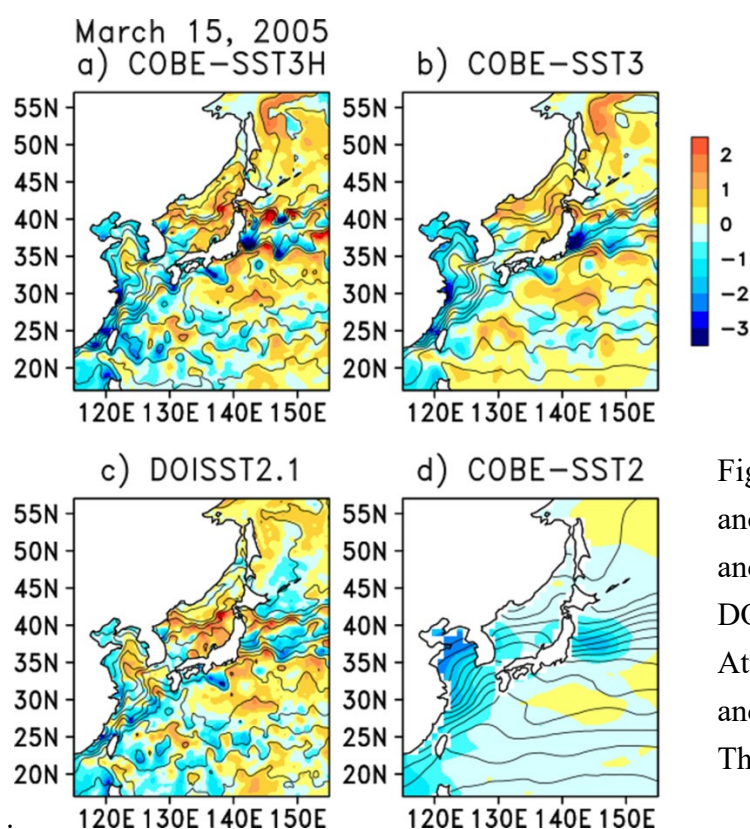 March 15, 2005
a) COBE-SST3H
b) COBE-SST3
55N
50N
45N
40N
35N
30N
25N
20N
120E 130E 140E 150E
55N
50N
45N
40N
35N
30N
25N
20N
120E 130E 140E 150E
2
1
0
−1
−2
−3
c) DOISST2.1
d) COBE-SST2
55N
50N
45N
40N
35N
30N
25N
20N
120E 130E 140E 150E
55N
50N
45N
40N
35N
30N
25N
20N
120E 130E 140E 150E
Fig
and
and
DO
At
and
Th
.